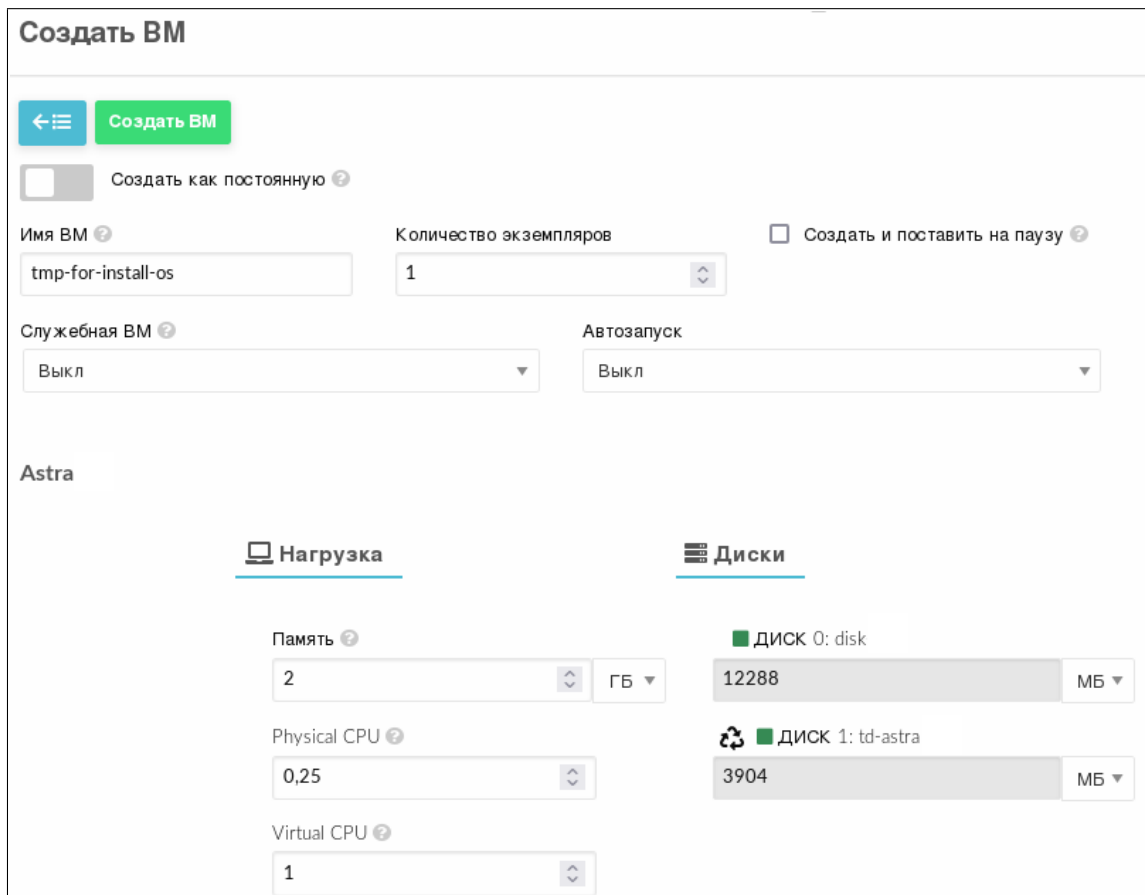 Создать ВМ
Создать ВМ
Создать как постоянную
Имя ВМ Количество экземпляров Создать и поставить на паузу
tmp-for-install-os 1
Служебная ВМ Автозапуск
Выкл Выкл
Astra
Нагрузка Диски
Память ДИСК 0: disk
2 ГБ 12288 МБ
Physical CPU ДИСК 1: td-astra
0,25 3904 МБ
Virtual CPU
1